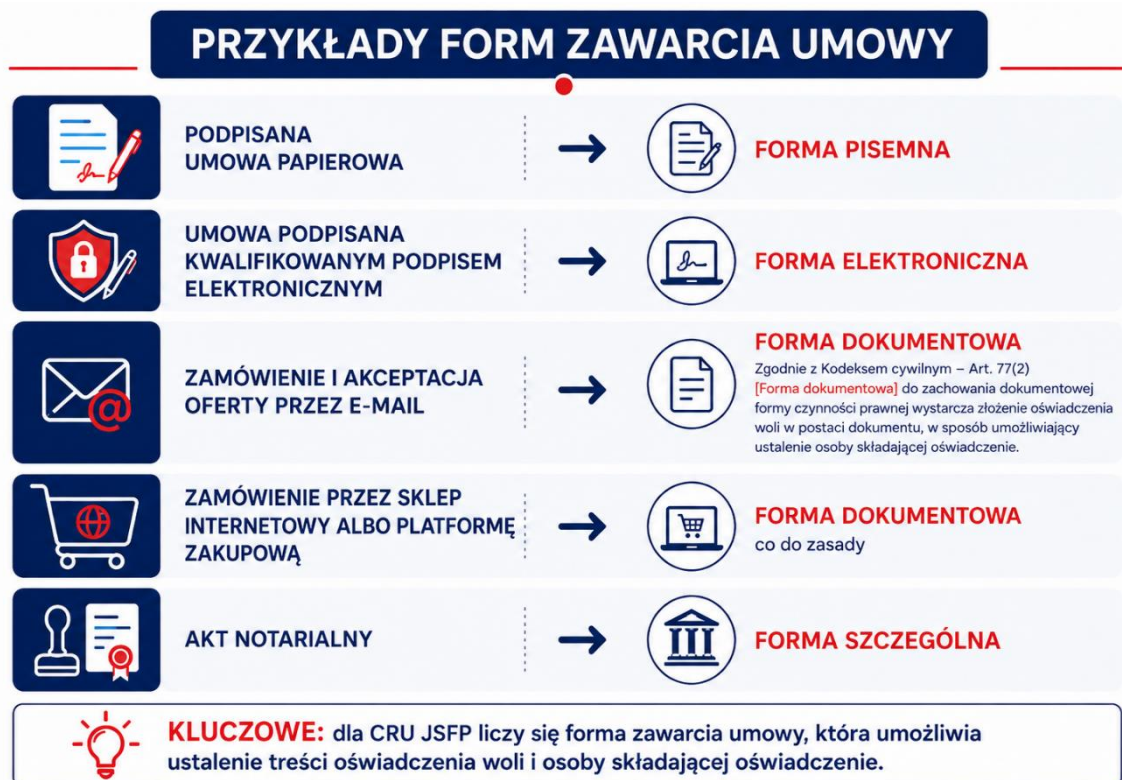 PRZYKŁADY FORM ZAWARCIA UMOWY
PODPISANA
UMOWA PAPIEROWA
FORMA PISEMNA
UMOWA PODPISANA
KWALIFIKOWANYM PODPISEM
ELEKTRONICZNYM
FORMA ELEKTRONICZNA
ZAMÓWIENIE I AKCEPTACJA
OFERTY PRZEZ E-MAIL
FORMA DOKUMENTOWA
Zgodnie z Kodeksem cywilnym – Art. 77(2)
[Forma dokumentowa] do zachowania dokumentowej
formy czynności prawnej wystarcza złożenie oświadczenia
woli w postaci dokumentu, w sposób umożliwiający
ustalenie osoby składającej oświadczenie.
ZAMÓWIENIE PRZEZ SKLEP
INTERNETOWY ALBO PLATFORMĘ
ZAKUPOWĄ
FORMA DOKUMENTOWA
co do zasady
AKT NOTARIALNY
FORMA SZCZEGÓLNA
KLUCZOWE: dla CRU JSFP liczy się forma zawarcia umowy, która umożliwia
ustalenie treści oświadczenia woli i osoby składającej oświadczenie.